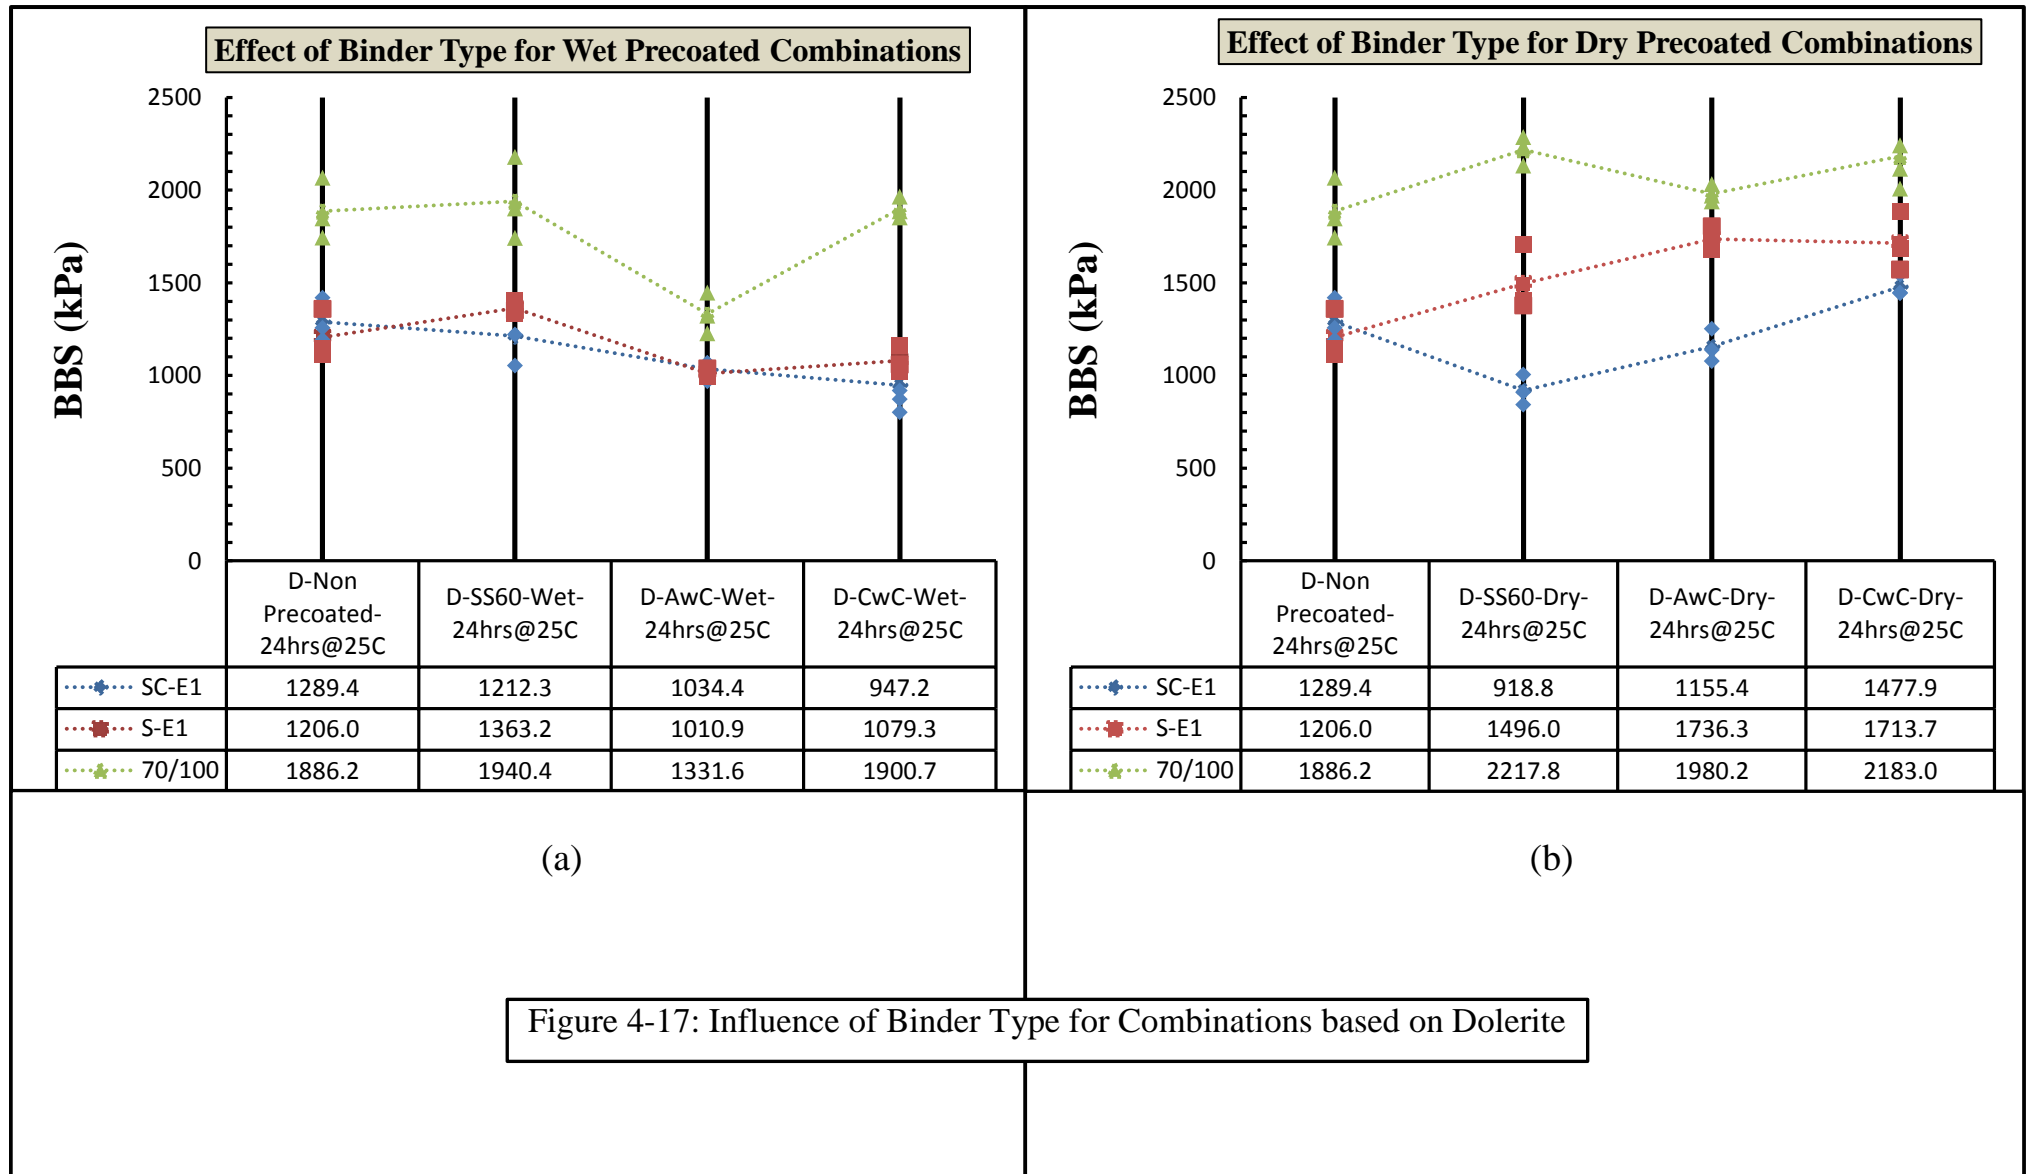 Effect of Binder Type for Wet Precoated Combinations
BBS (kPa)
2500
2000
1500
1000
500
0
D-Non Precoated-24hrs@25C
D-SS60-Wet-24hrs@25C
D-AwC-Wet-24hrs@25C
D-CwC-Wet-24hrs@25C
SC-E1 1289.4 1212.3 1034.4 947.2
S-E1 1206.0 1363.2 1010.9 1079.3
70/100 1886.2 1940.4 1331.6 1900.7
(a)
Effect of Binder Type for Dry Precoated Combinations
BBS (kPa)
2500
2000
1500
1000
500
0
D-Non Precoated-24hrs@25C
D-SS60-Dry-24hrs@25C
D-AwC-Dry-24hrs@25C
D-CwC-Dry-24hrs@25C
SC-E1 1289.4 918.8 1155.4 1477.9
S-E1 1206.0 1496.0 1736.3 1713.7
70/100 1886.2 2217.8 1980.2 2183.0
(b)
Figure 4-17: Influence of Binder Type for Combinations based on Dolerite